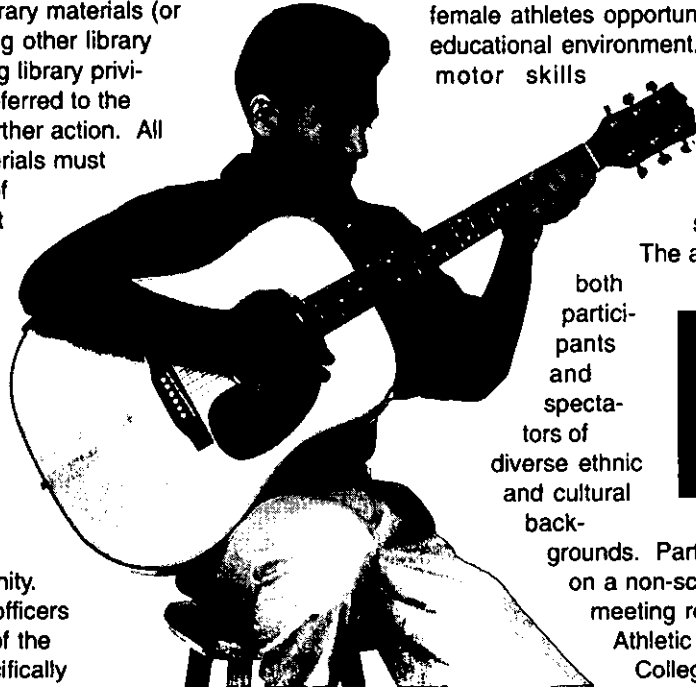 rary materials (or
g other library
g library privi-
ferred to the
rther action. All
erials must
f
t
nity.
officers
of the
cifically
female athletes opportun
educational environment,
motor skills
s
The a
both
partici-
pants
and
specta-
tors of
diverse ethnic
and cultural
back-
grounds. Part
on a non-sc
meeting re
Athletic
Colleg